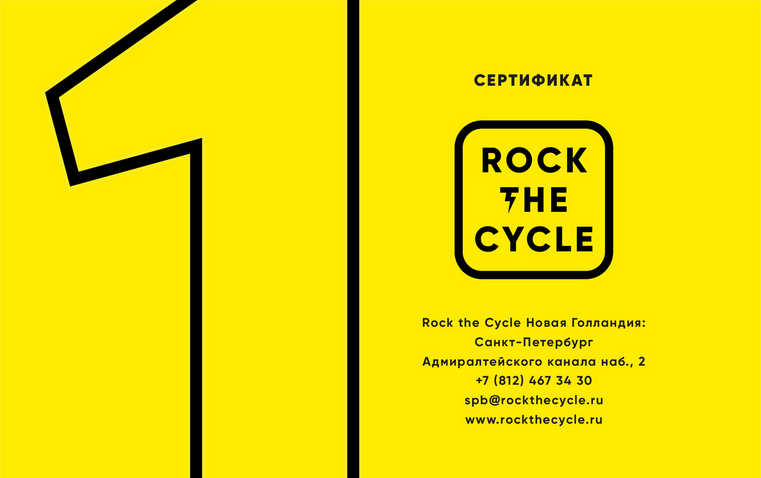 1
СЕРТИФИКАТ
ROCK
THE
CYCLE
Rock the Cycle Новая Голландия:
Санкт-Петербург
Адмиралтейского канала наб., 2
+7 (812) 467 34 30
spb@rockthecycle.ru
www.rockthecycle.ru